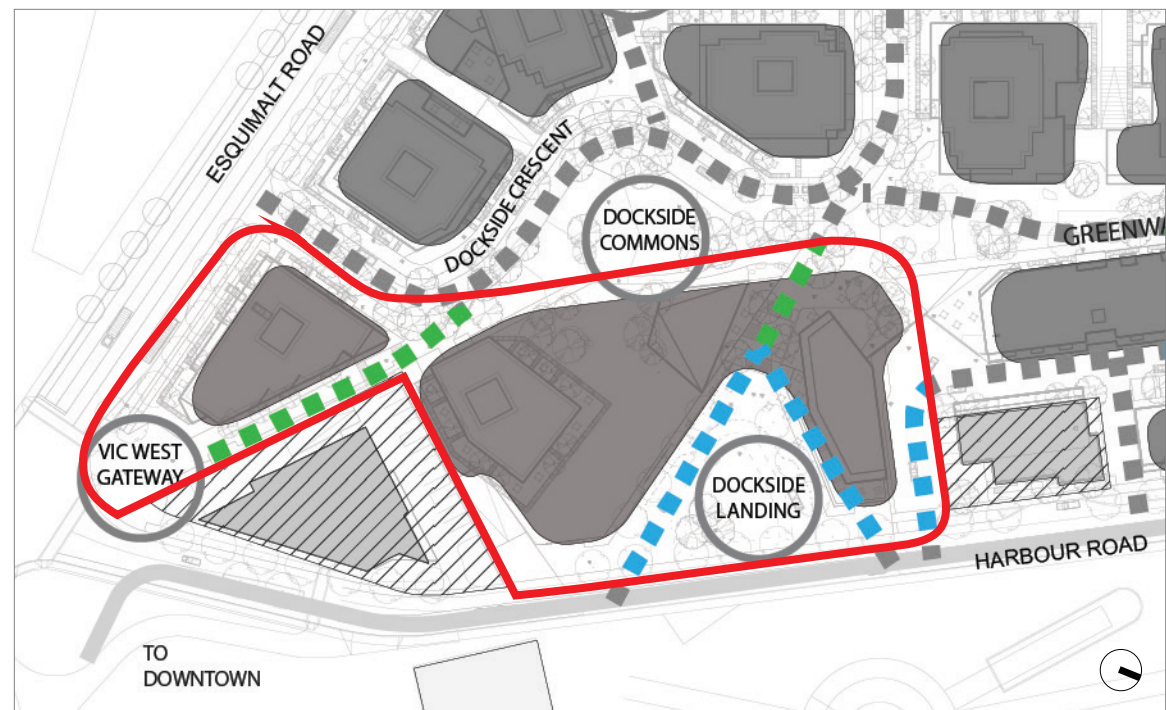 ESQUIMALT ROAD
DOCKSIDE CRESCENT
DOCKSIDE
COMMONS
VIC WEST
GATEWAY
DOCKSIDE
LANDING
HARBOUR ROAD
TO
DOWNTOWN